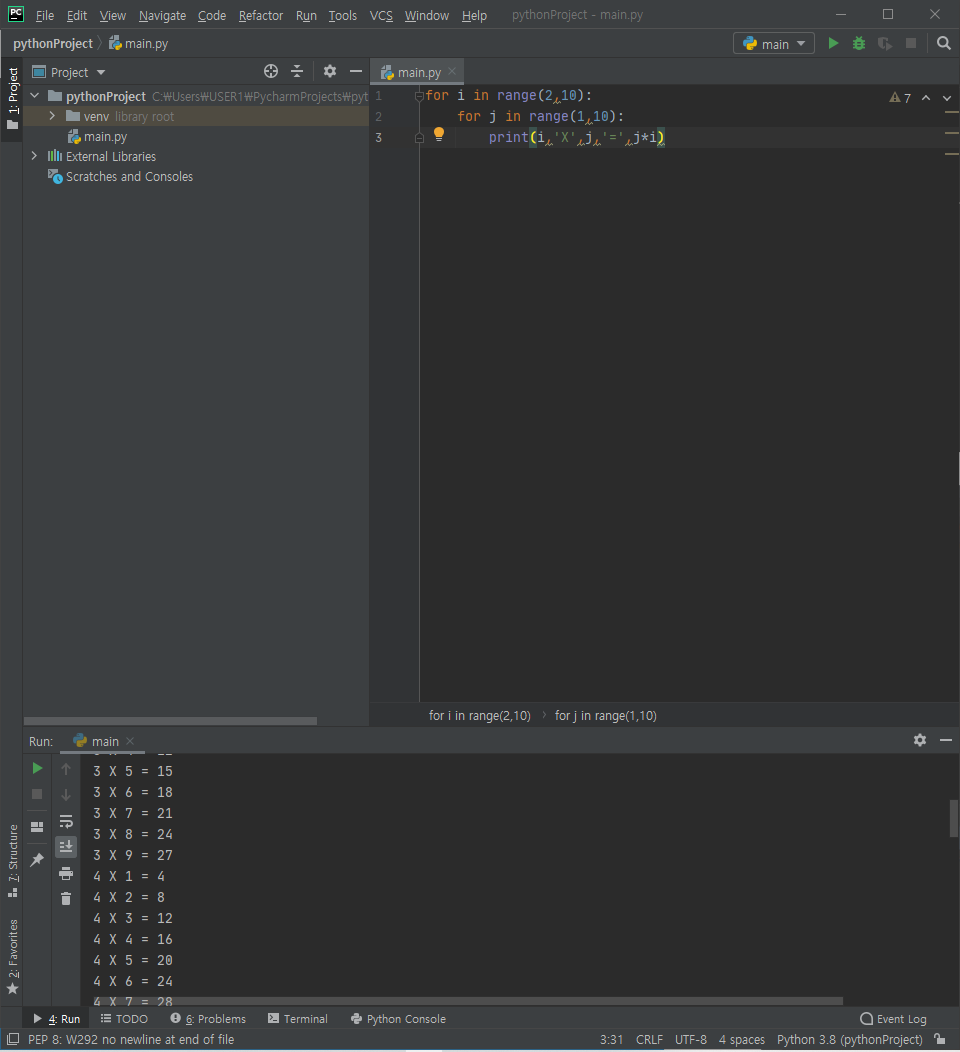 PC File Edit View Navigate Code Refactor Run Tools VCS Window Help pythonProject - main.py
pythonProject main.py main
1: Project
Project
main.py
pythonProject C:₩Users₩USER1₩PycharmProjects₩pyt
venv library root
main.py
External Libraries
Scratches and Consoles
1 for i in range(2,10):
2 for j in range(1,10):
3 print(i,'X',j,'=',j*i)
7
for i in range(2,10) for j in range(1,10)
Run: main
3 X 5 = 15
3 X 6 = 18
3 X 7 = 21
3 X 8 = 24
3 X 9 = 27
4 X 1 = 4
4 X 2 = 8
4 X 3 = 12
4 X 4 = 16
4 X 5 = 20
4 X 6 = 24
4 X 7 = 28
7: Structure
2: Favorites
4: Run TODO 6: Problems Terminal Python Console Event Log
PEP 8: W292 no newline at end of file 3:31 CRLF UTF-8 4 spaces Python 3.8 (pythonProject)